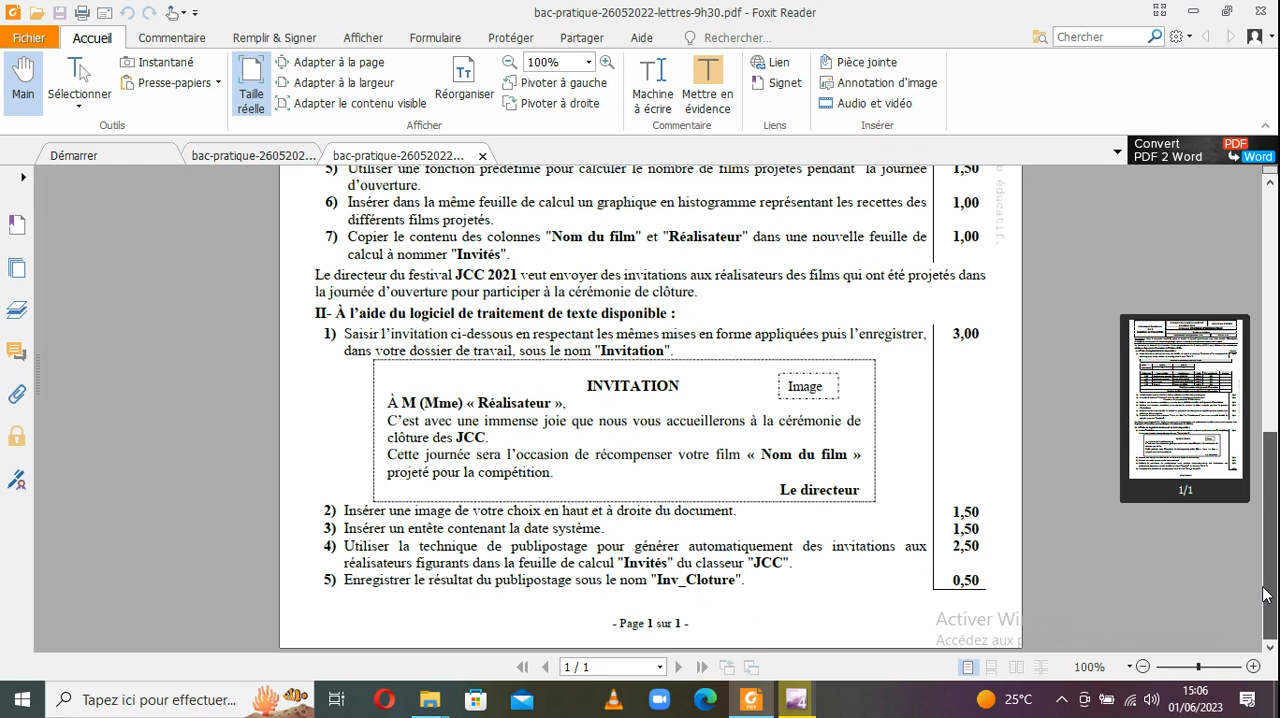 bac-pratique-26052022-lettres-9h30.pdf - Foxit Reader
Fichier Accueil Commentaire Remplir & Signer Afficher Formulaire Protéger Partager Aide Rechercher... Chercher
Main
Sélectionner
Instantané
Presse-papiers
Outils
Taille réelle
Adapter à la page
Adapter à la largeur
Adapter le contenu visible
Réorganiser
100%
Pivoter à gauche
Pivoter à droite
Afficher
Machine à écrire
Mettre en évidence
Commentaire
Lien
Signet
Liens
Pièce jointe
Annotation d'image
Audio et vidéo
Insérer
Démarrer bac-pratique-2605202... bac-pratique-26052022...
Convert PDF
PDF 2 Word Word
5) Utiliser une fonction prédéfinie pour calculer le nombre de films projetés pendant la journée 1,50
d'ouverture.
6) Insérer dans la même feuille de calcul un graphique en histogramme représentant les recettes des 1,00
différents films projetés.
7) Copier le contenu des colonnes "Nom du film" et "Réalisateur" dans une nouvelle feuille de 1,00
calcul à nommer "Invités".
éducatif.
Le directeur du festival JCC 2021 veut envoyer des invitations aux réalisateurs des films qui ont été projetés dans
la journée d'ouverture pour participer à la cérémonie de clôture.
II- À l'aide du logiciel de traitement de texte disponible :
1) Saisir l'invitation ci-dessous en respectant les mêmes mises en forme appliquées puis l'enregistrer, 3,00
dans votre dossier de travail, sous le nom "Invitation".
INVITATION Image
À M (Mme) « Réalisateur »,
C'est avec une immense joie que nous vous accueillerons à la cérémonie de
clôture des JCC.
Cette journée sera l'occasion de récompenser votre film « Nom du film »
projeté pour la compétition.
Le directeur
2) Insérer une image de votre choix en haut et à droite du document. 1,50
3) Insérer un entête contenant la date système. 1,50
4) Utiliser la technique de publipostage pour générer automatiquement des invitations aux 2,50
réalisateurs figurants dans la feuille de calcul "Invités" du classeur "JCC".
5) Enregistrer le résultat du publipostage sous le nom "Inv_Cloture". 0,50
- Page 1 sur 1 -
1/1
Activer Win
Accédez aux p
1 / 1
100%
Tapez ici pour effectuer...
25°C
15:06
01/06/2023